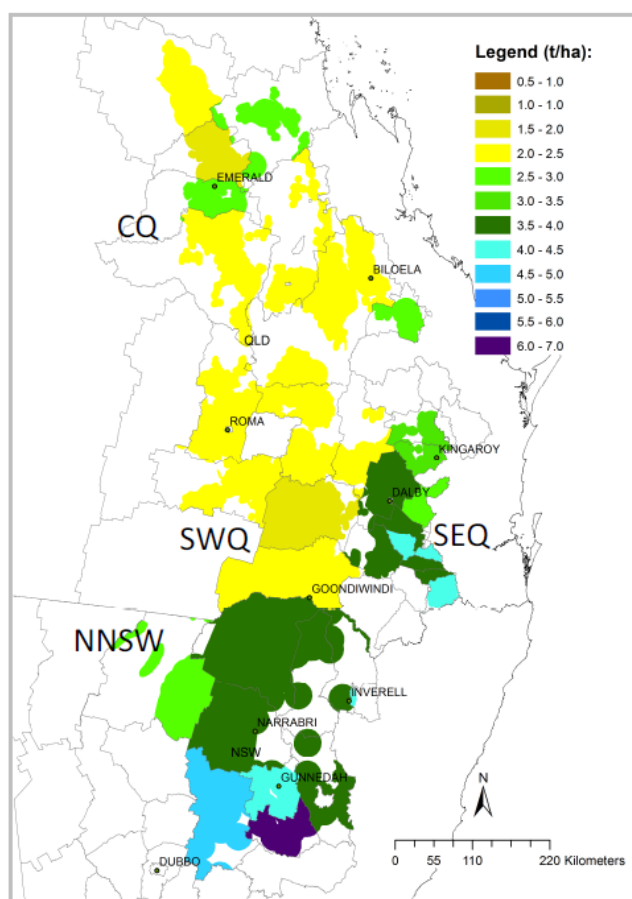 Legend (t/ha):
0.5 - 1.0
1.0 - 1.0
1.5 - 2.0
2.0 - 2.5
2.5 - 3.0
3.0 - 3.5
3.5 - 4.0
4.0 - 4.5
4.5 - 5.0
5.0 - 5.5
5.5 - 6.0
6.0 - 7.0
EMERALD
CQ
BILOELA
QLD
ROMA
KINGAROY
DALBY
SWQ
SEQ
GOONDIWINDI
NNSW
INVERELL
NARRABRI
NSW
GUNNEDAH
N
DUBBO
0 55 110 220 Kilometers